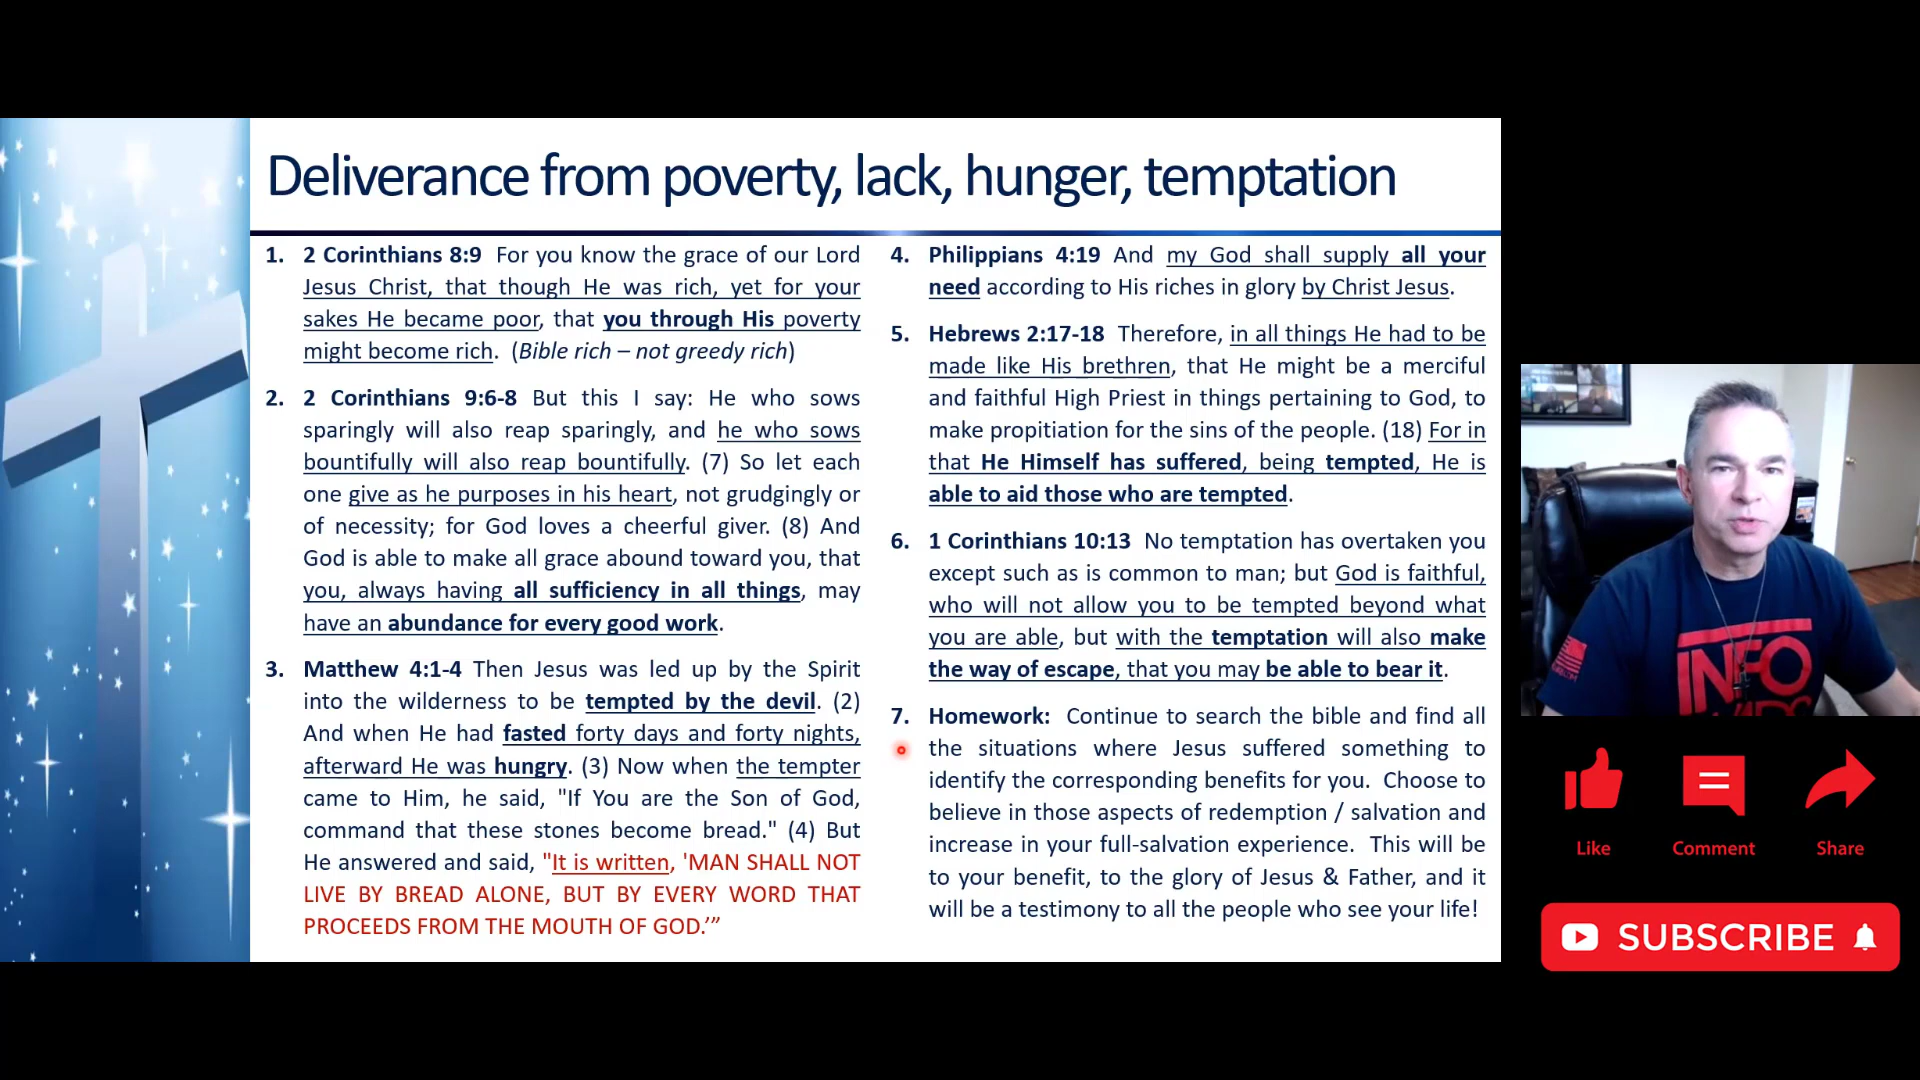 Deliverance from poverty, lack, hunger, temptation
1. 2 Corinthians 8:9 For you know the grace of our Lord
Jesus Christ, that though He was rich, yet for your
sakes He became poor, that you through His poverty
might become rich. (Bible rich – not greedy rich)
2. 2 Corinthians 9:6-8 But this I say: He who sows
sparingly will also reap sparingly, and he who sows
bountifully will also reap bountifully. (7) So let each
one give as he purposes in his heart, not grudgingly or
of necessity; for God loves a cheerful giver. (8) And
God is able to make all grace abound toward you, that
you, always having all sufficiency in all things, may
have an abundance for every good work.
3. Matthew 4:1-4 Then Jesus was led up by the Spirit
into the wilderness to be tempted by the devil. (2)
And when He had fasted forty days and forty nights,
afterward He was hungry. (3) Now when the tempter
came to Him, he said, "If You are the Son of God,
command that these stones become bread." (4) But
He answered and said, "It is written, 'MAN SHALL NOT
LIVE BY BREAD ALONE, BUT BY EVERY WORD THAT
PROCEEDS FROM THE MOUTH OF GOD.’”
4. Philippians 4:19 And my God shall supply all your
need according to His riches in glory by Christ Jesus.
5. Hebrews 2:17-18 Therefore, in all things He had to be
made like His brethren, that He might be a merciful
and faithful High Priest in things pertaining to God, to
make propitiation for the sins of the people. (18) For in
that He Himself has suffered, being tempted, He is
able to aid those who are tempted.
6. 1 Corinthians 10:13 No temptation has overtaken you
except such as is common to man; but God is faithful,
who will not allow you to be tempted beyond what
you are able, but with the temptation will also make
the way of escape, that you may be able to bear it.
7. Homework: Continue to search the bible and find all
the situations where Jesus suffered something to
identify the corresponding benefits for you. Choose to
believe in those aspects of redemption / salvation and
increase in your full-salvation experience. This will be
to your benefit, to the glory of Jesus & Father, and it
will be a testimony to all the people who see your life!
INFO
Like
Comment
Share
SUBSCRIBE